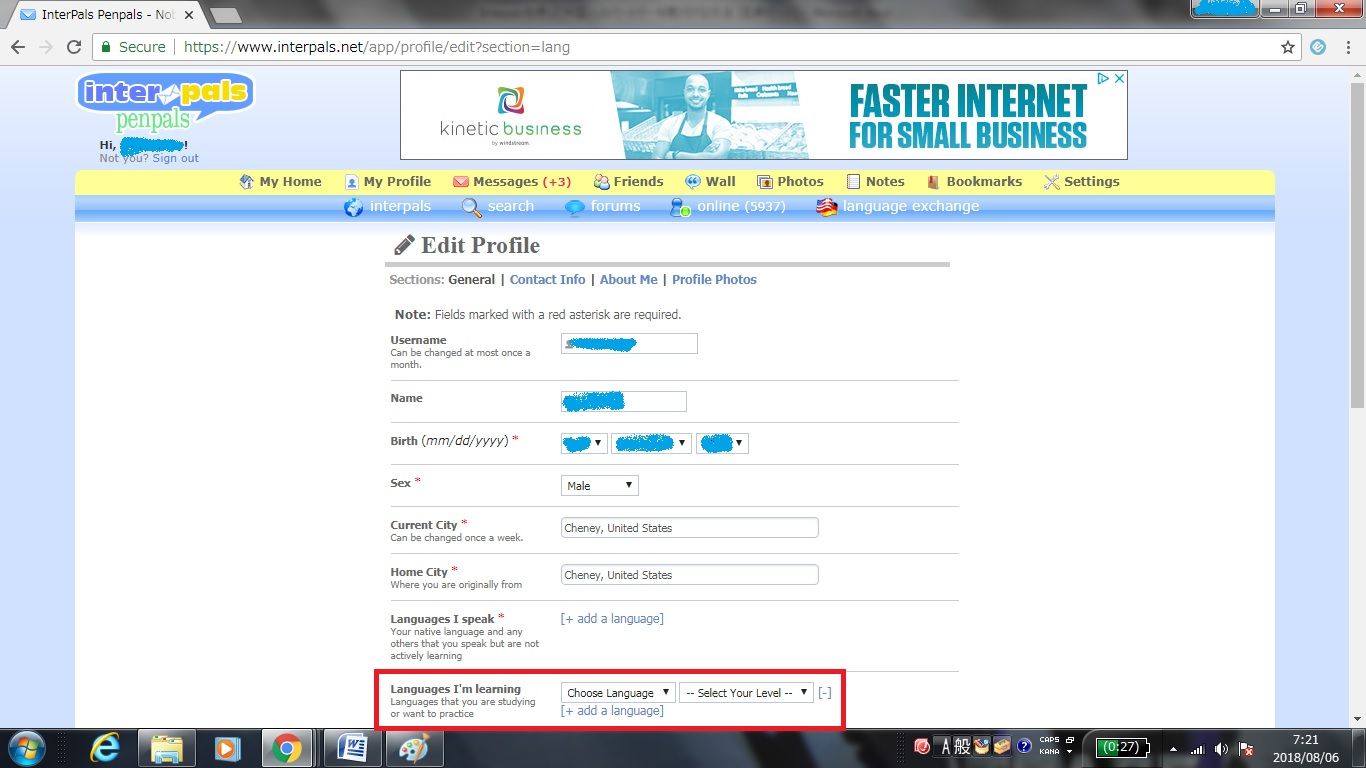 InterPals Penpals - Not
Secure
https://www.interpals.net/app/profile/edit?section=lang
inter pals
penpals
Hi, !
Not you? Sign out
kinetic business
by windstream.
FASTER INTERNET
FOR SMALL BUSINESS
My Home
My Profile
Messages (+3)
Friends
Wall
Photos
Notes
Bookmarks
Settings
interpals
search
forums
online (5937)
language exchange
Edit Profile
Sections: General | Contact Info | About Me | Profile Photos
Note: Fields marked with a red asterisk are required.
Username
Can be changed at most once a
month.
Name
Birth (mm/dd/yyyy) *
Sex *
Male
Current City *
Can be changed once a week.
Cheney, United States
Home City *
Where you are originally from
Cheney, United States
Languages I speak *
Your native language and any
others that you speak but are not
actively learning
[+ add a language]
Languages I'm learning
Languages that you are studying
or want to practice
Choose Language
-- Select Your Level --
[-]
[+ add a language]
A 般
CAPS
KANA
(0:27)
7:21
2018/08/06